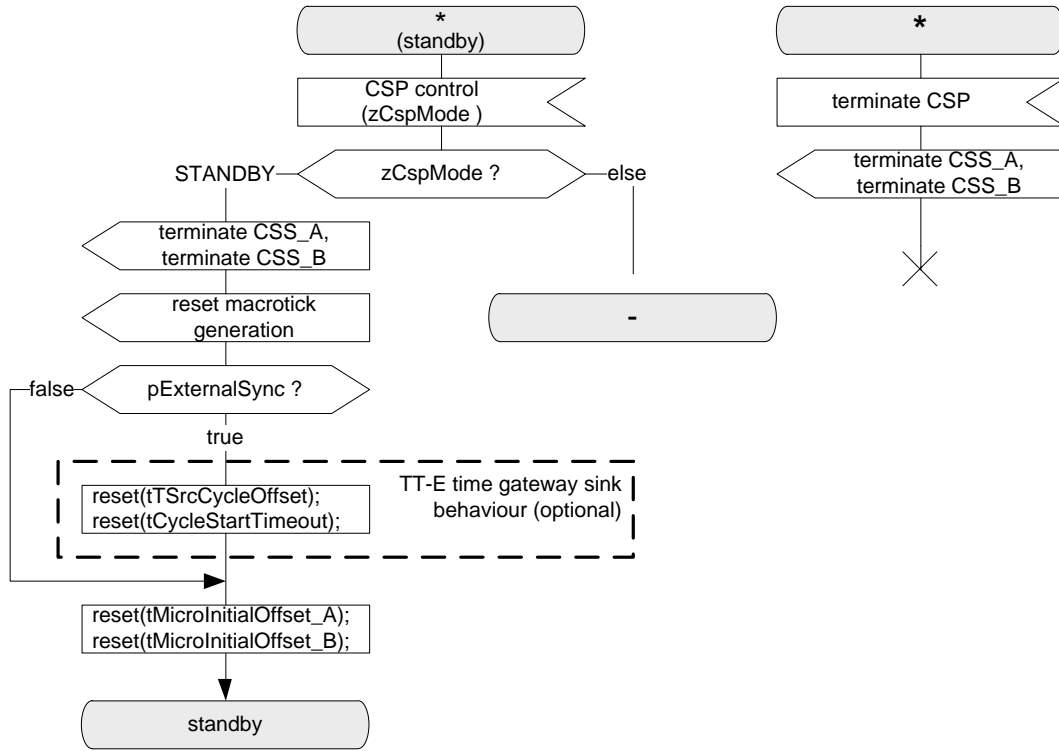 *
(standby)
*
CSP control
(zCspMode )
terminate CSP
STANDBY
zCspMode ?
else
terminate CSS_A,
terminate CSS_B
terminate CSS_A,
terminate CSS_B
reset macrotick
generation
-
false
pExternalSync ?
true
TT-E time gateway sink
behaviour (optional)
reset(tTSrcCycleOffset);
reset(tCycleStartTimeout);
reset(tMicroInitialOffset_A);
reset(tMicroInitialOffset_B);
standby